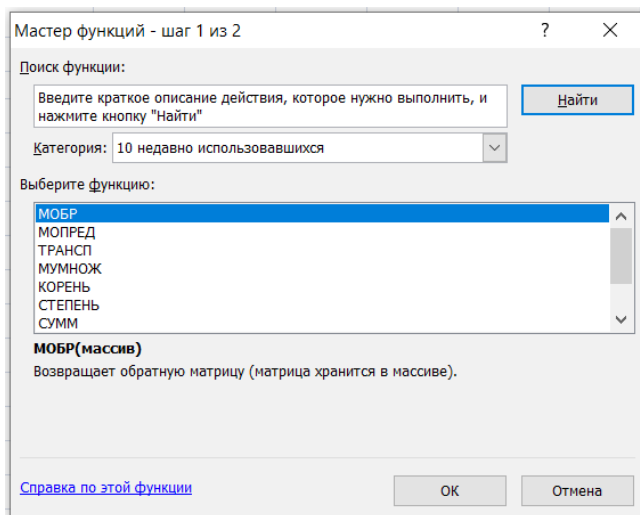 Мастер функций - шаг 1 из 2
?
Поиск функции:
Введите краткое описание действия, которое нужно выполнить, и
нажмите кнопку "Найти"
Найти
Категория: 10 недавно использовавшихся
Выберите функцию:
МОБР
МОПРЕД
ТРАНСП
МУМНОЖ
КОРЕНЬ
СТЕПЕНЬ
СУММ
МОБР(массив)
Возвращает обратную матрицу (матрица хранится в массиве).
Справка по этой функции
ОК
Отмена